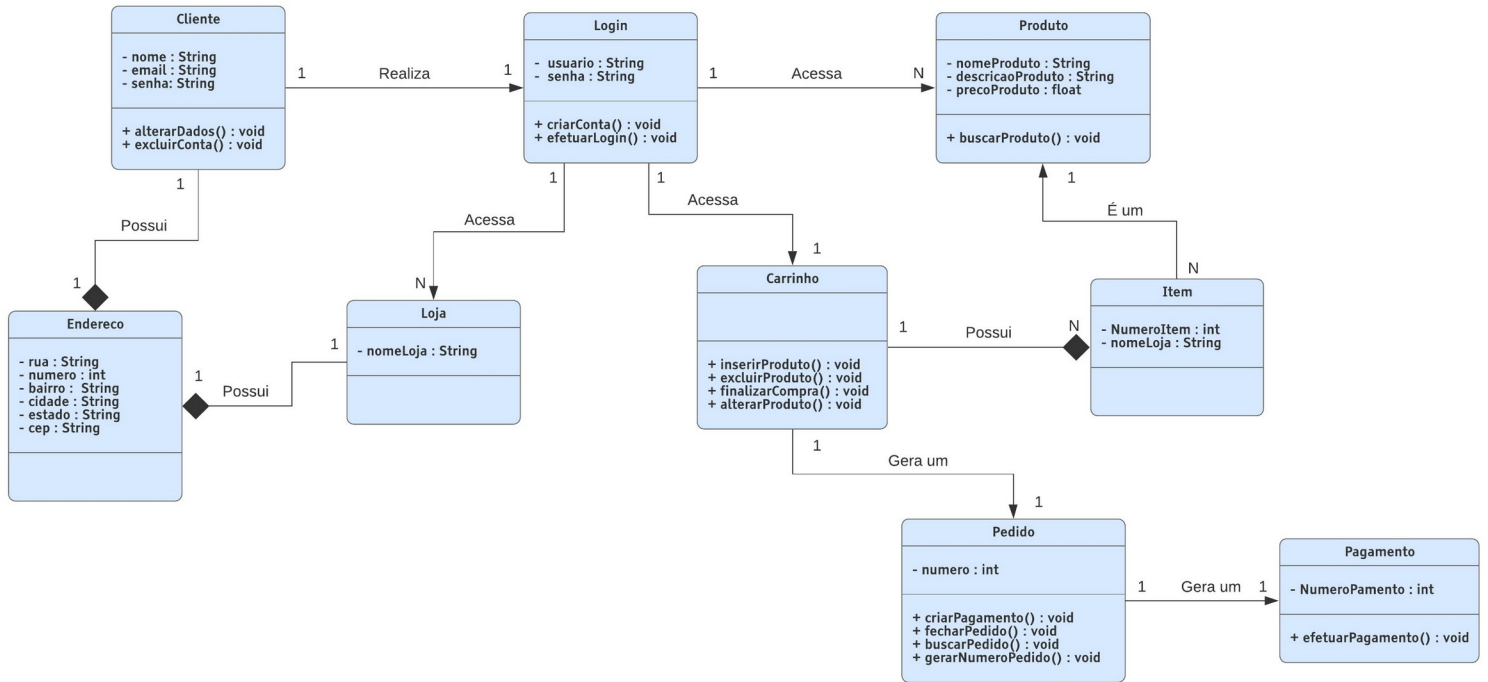 Cliente
- nome : String
- email : String
- senha: String
+ alterarDados() : void
+ excluirConta() : void
1
Realiza
1
Login
- usuario : String
- senha : String
+ criarConta() : void
+ efetuarLogin() : void
1
Acessa
N
Produto
- nomeProduto : String
- descricaoProduto : String
- precoProduto : float
+ buscarProduto() : void
1
Possui
1
1
Acessa
N
1
Acessa
1
1
É um
N
Endereco
- rua : String
- numero : int
- bairro : String
- cidade : String
- estado : String
- cep : String
1
Possui
1
Loja
- nomeLoja : String
Carrinho
+ inserirProduto() : void
+ excluirProduto() : void
+ finalizarCompra() : void
+ alterarProduto() : void
1
Possui
N
Item
- NumeroItem : int
- nomeLoja : String
1
Gera um
1
Pedido
- numero : int
+ criarPagamento() : void
+ fecharPedido() : void
+ buscarPedido() : void
+ gerarNumeroPedido() : void
1
Gera um
1
Pagamento
- NumeroPamento : int
+ efetuarPagamento() : void